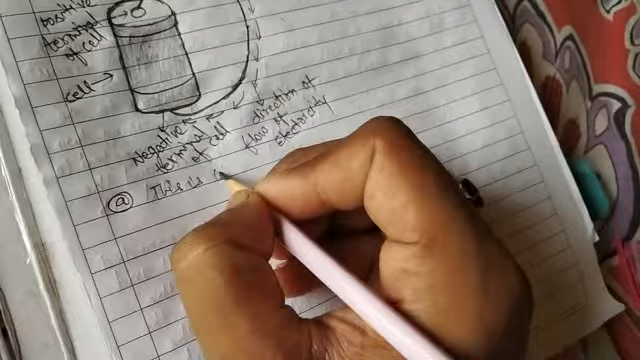 positive
terminal
of cell
cell →
Negative
terminal
of cell
direction of
flow of
electricity
(a) This is